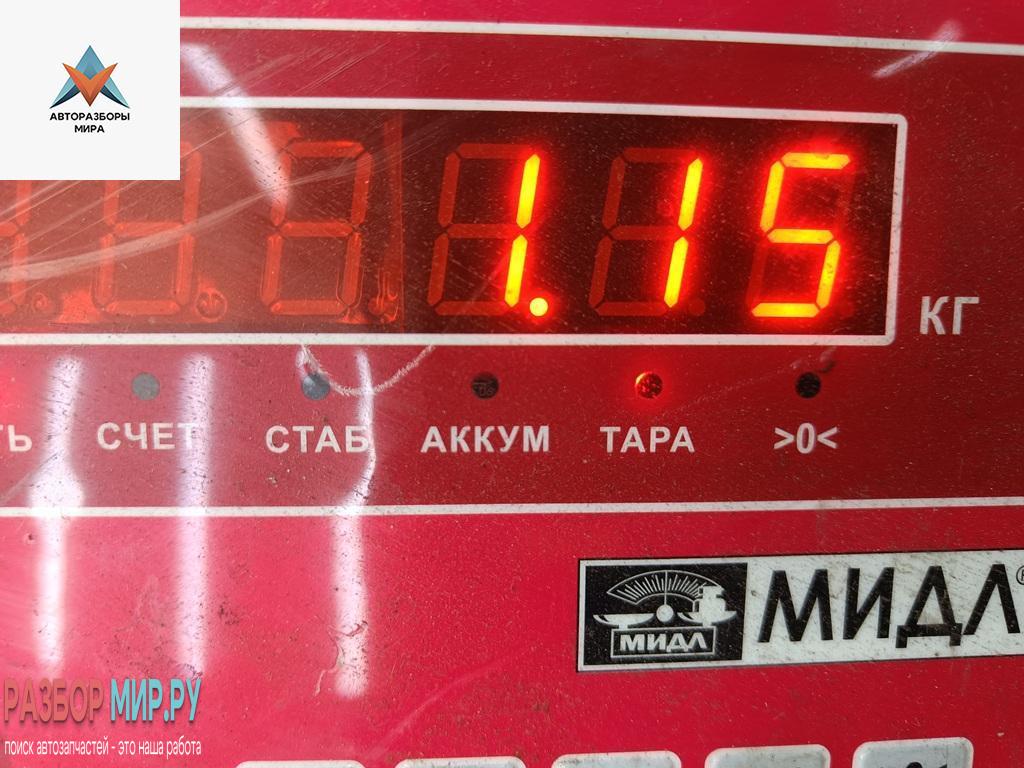 АВТОРАЗБОРЫ
МИРА
1.15
КГ
СЧЕТ СТАБ АККУМ ТАРА >0<
МИДЛ МИДЛ®
РАЗБОР МИР.РУ
поиск автозапчастей - это наша работа